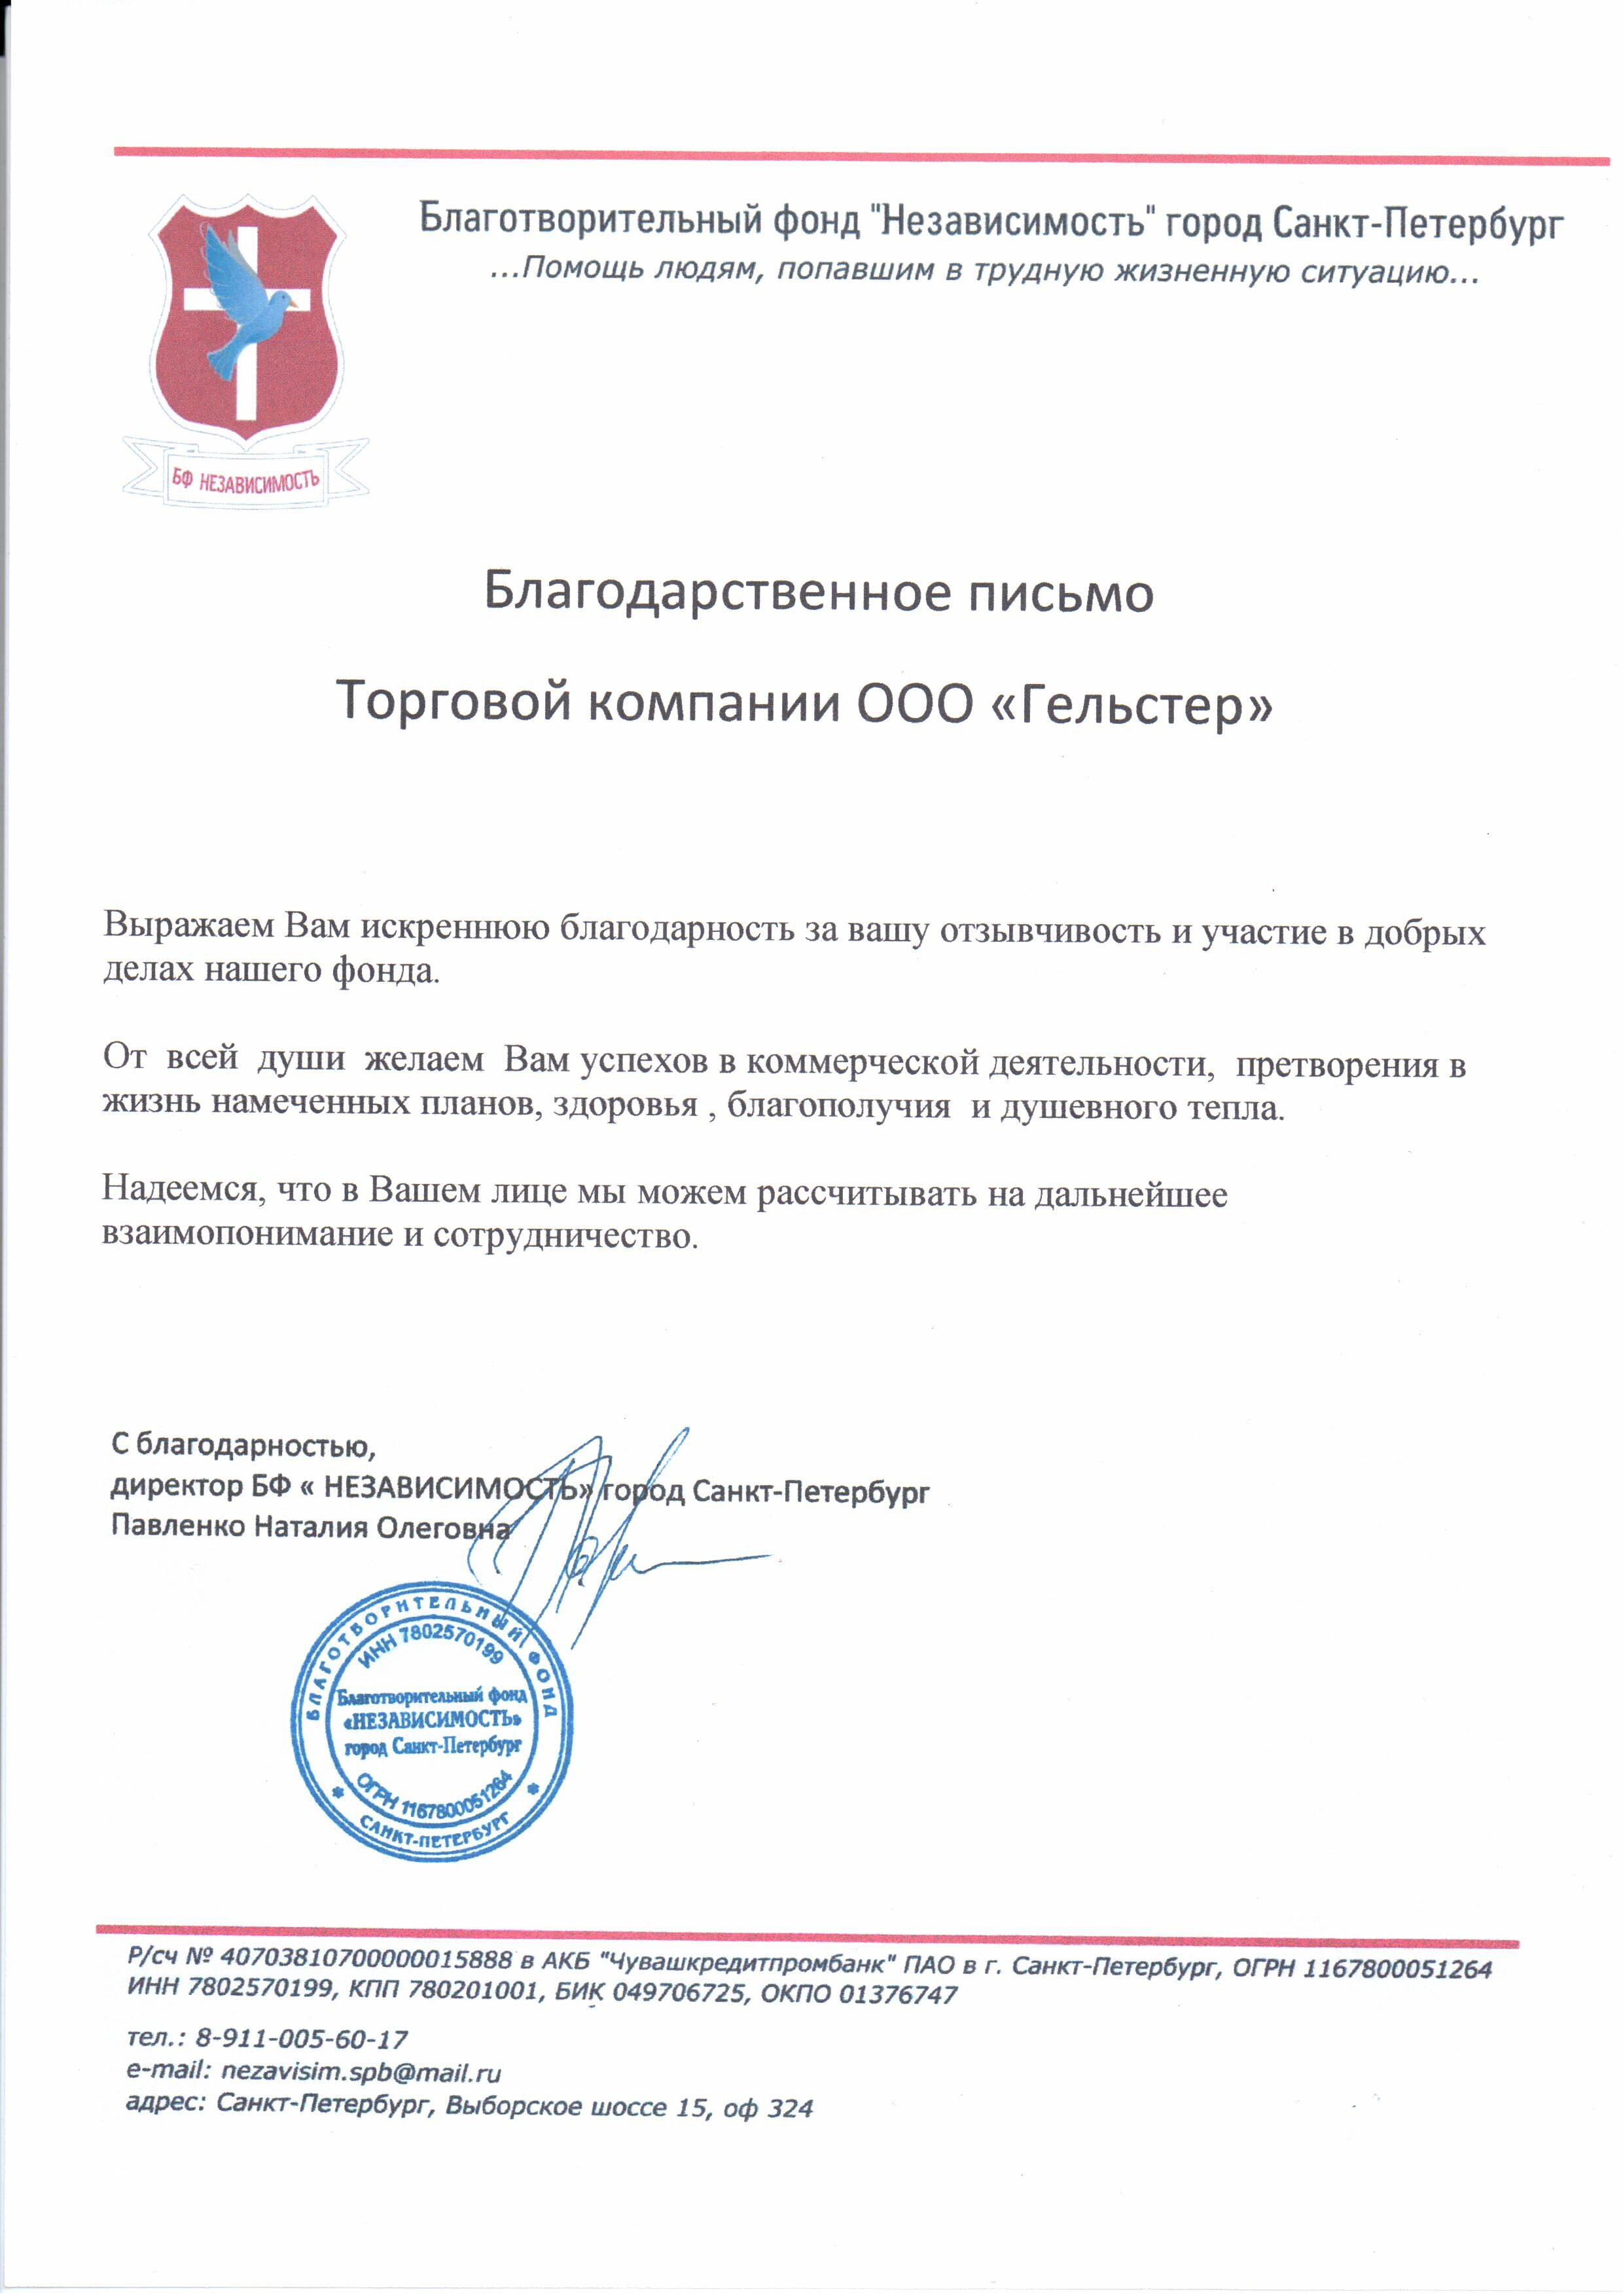 Благотворительный фонд "Независимость" город Санкт-Петербург
...Помощь людям, попавшим в трудную жизненную ситуацию...
БФ НЕЗАВИСИМОСТЬ
Благодарственное письмо
Торговой компании ООО «Гельстер»
Выражаем Вам искреннюю благодарность за вашу отзывчивость и участие в добрых
делах нашего фонда.
От всей души желаем Вам успехов в коммерческой деятельности, претворения в
жизнь намеченных планов, здоровья , благополучия и душевного тепла.
Надеемся, что в Вашем лице мы можем рассчитывать на дальнейшее
взаимопонимание и сотрудничество.
С благодарностью,
директор БФ « НЕЗАВИСИМОСТЬ» город Санкт-Петербург
Павленко Наталия Олеговна
БЛАГОТВОРИТЕЛЬНЫЙ ФОНД
ИНН 7802570199
Благотворительный фонд
«НЕЗАВИСИМОСТЬ»
город Санкт-Петербург
ОГРН 1167800051264
* САНКТ-ПЕТЕРБУРГ *
Р/сч № 40703810700000015888 в АКБ "Чувашкредитпромбанк" ПАО в г. Санкт-Петербург, ОГРН 1167800051264
ИНН 7802570199, КПП 780201001, БИК 049706725, ОКПО 01376747
тел.: 8-911-005-60-17
e-mail: nezavisim.spb@mail.ru
адрес: Санкт-Петербург, Выборское шоссе 15, оф 324